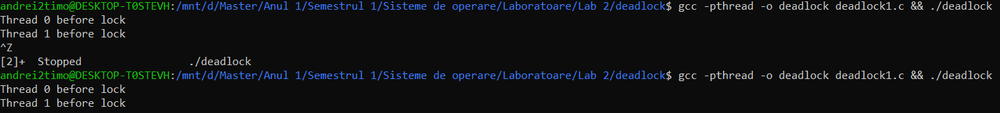 andrei2timo@DESKTOP-T0STEVH:/mnt/d/Master/Anul 1/Semestrul 1/Sisteme de operare/Laboratoare/Lab 2/deadlock$ gcc -pthread -o deadlock deadlock1.c && ./deadlock
Thread 0 before lock
Thread 1 before lock
^Z
[2]+  Stopped                 ./deadlock
andrei2timo@DESKTOP-T0STEVH:/mnt/d/Master/Anul 1/Semestrul 1/Sisteme de operare/Laboratoare/Lab 2/deadlock$ gcc -pthread -o deadlock deadlock1.c && ./deadlock
Thread 0 before lock
Thread 1 before lock